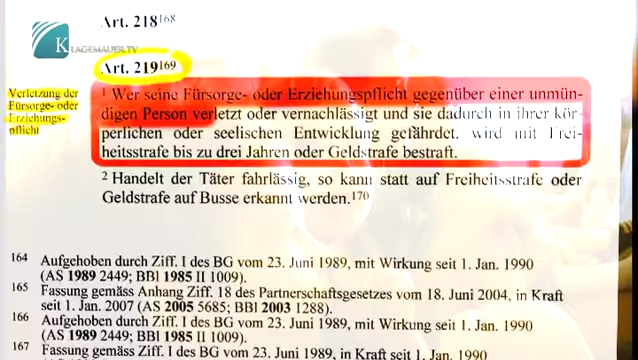 Art. 218¹⁶⁸
KLAGEMAUER.TV
Art. 219¹⁶⁹
Verletzung der
Fürsorge- oder
Erziehungs-
pflicht
¹ Wer seine Fürsorge- oder Erziehungspflicht gegenüber einer unmün-
digen Person verletzt oder vernachlässigt und sie dadurch in ihrer kör-
perlichen oder seelischen Entwicklung gefährdet, wird mit Frei-
heitsstrafe bis zu drei Jahren oder Geldstrafe bestraft.
² Handelt der Täter fahrlässig, so kann statt auf Freiheitsstrafe oder
Geldstrafe auf Busse erkannt werden.¹⁷⁰
164 Aufgehoben durch Ziff. I des BG vom 23. Juni 1989, mit Wirkung seit 1. Jan. 1990
(AS 1989 2449; BBl 1985 II 1009).
165 Fassung gemäss Anhang Ziff. 18 des Partnerschaftsgesetzes vom 18. Juni 2004, in Kraft
seit 1. Jan. 2007 (AS 2005 5685; BBl 2003 1288).
166 Aufgehoben durch Ziff. I des BG vom 23. Juni 1989, mit Wirkung seit 1. Jan. 1990
(AS 1989 2449; BBl 1985 II 1009).
167 Fassung gemäss Ziff. I des BG vom 23. Juni 1989, in Kraft seit 1. Jan. 1990